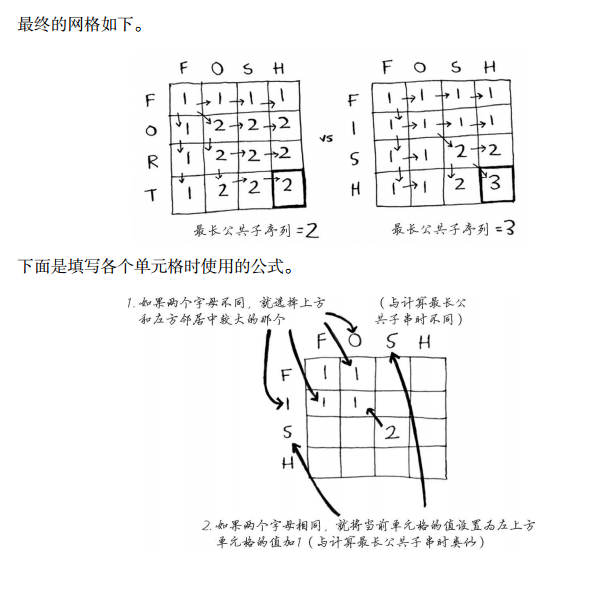 最终的网格如下。
F O S H
F 1 1 1 1
O 1 2 2 2
R 1 2 2 2
T 1 2 2 2
最长公共子序列=2
vs
F O S H
F 1 1 1 1
I 1 1 1 1
S 1 1 2 2
H 1 1 2 3
最长公共子序列=3
下面是填写各个单元格时使用的公式。
1.如果两个字母不同,就选择上方
和左方邻居中较大的那个
(与计算最长公
共子串时不同)
F O S H
F 1 1
I 1 1
S 2
H
2.如果两个字母相同,就将当前单元格的值设置为左上方
单元格的值加1(与计算最长公共子串时类似)